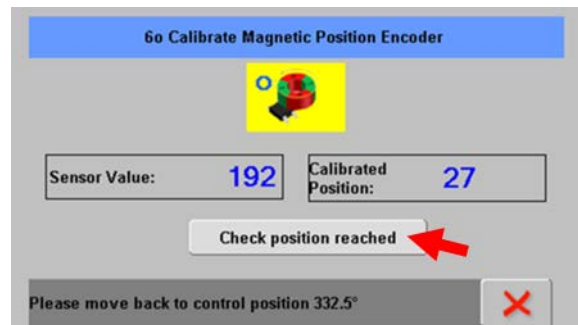 6o Calibrate Magnetic Position Encoder
O
Sensor Value: 192
Calibrated Position: 27
Check position reached
Please move back to control position 332.5°